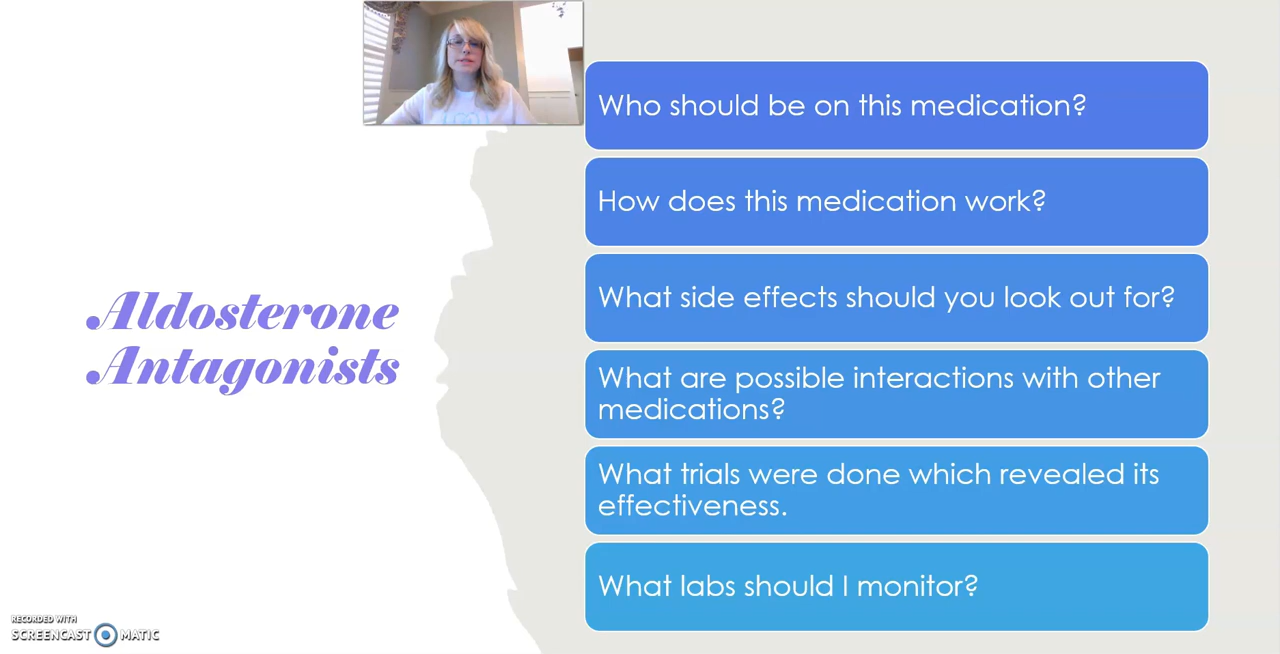 Who should be on this medication?
How does this medication work?
What side effects should you look out for?
Aldosterone
Antagonists
What are possible interactions with other
medications?
What trials were done which revealed its
effectiveness.
What labs should I monitor?
RECORDED WITH
SCREENCAST MATIC